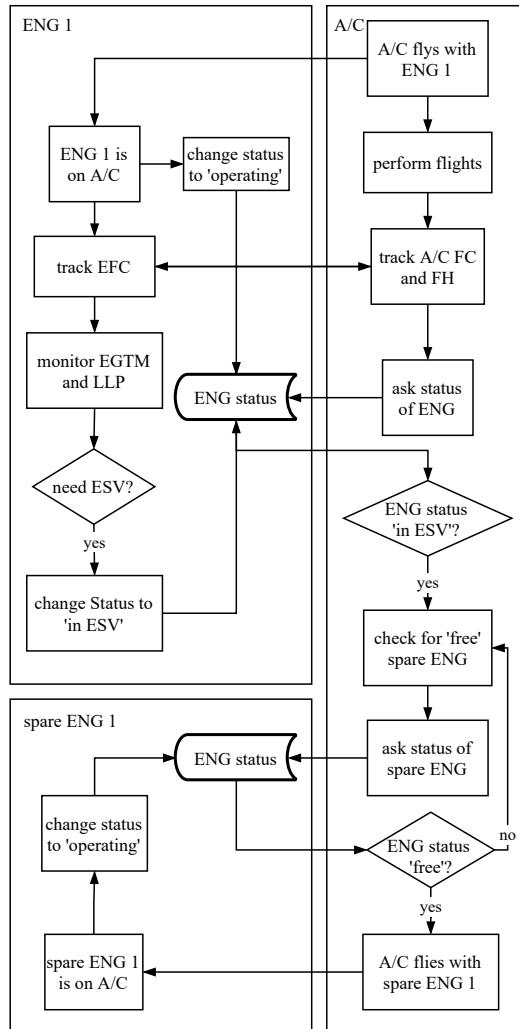 ENG 1
ENG 1 is
on A/C
change status
to 'operating'
track EFC
monitor EGTM
and LLP
ENG status
need ESV?
yes
change Status to
'in ESV'
A/C
A/C flys with
ENG 1
perform flights
track A/C FC
and FH
ask status
of ENG
ENG status
'in ESV'?
yes
check for 'free'
spare ENG
ask status of
spare ENG
ENG status
'free'?
no
yes
A/C flies with
spare ENG 1
spare ENG 1
ENG status
change status
to 'operating'
spare ENG 1
is on A/C